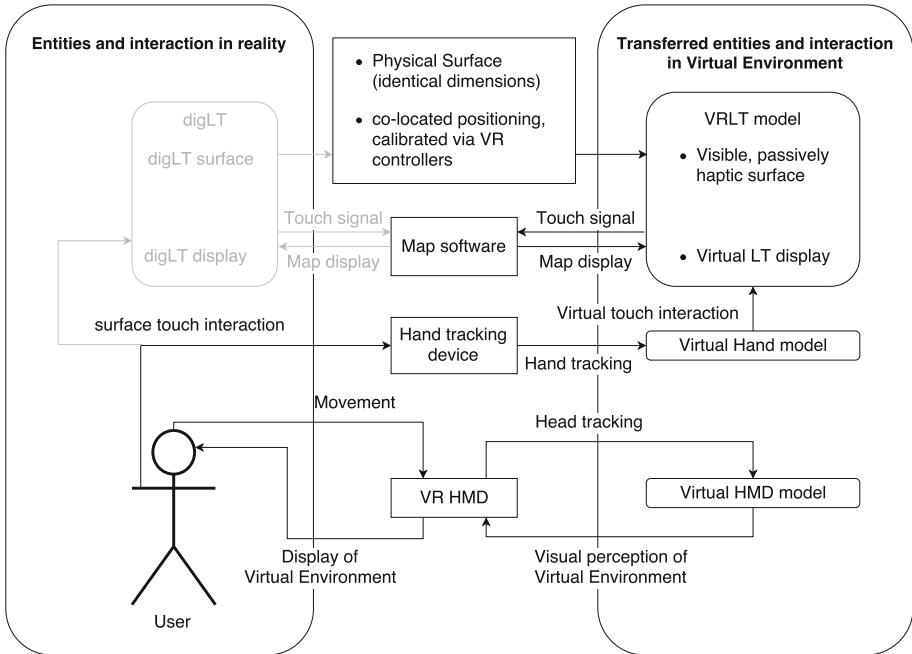 Entities and interaction in reality
• Physical Surface
(identical dimensions)
• co-located positioning,
calibrated via VR
controllers
Transferred entities and interaction
in Virtual Environment
digLT
digLT surface
digLT display
VRLT model
• Visible, passively
haptic surface
• Virtual LT display
Touch signal
Map display
Map software
Touch signal
Map display
surface touch interaction
Hand tracking
device
Hand tracking
Virtual touch interaction
Virtual Hand model
Movement
Head tracking
VR HMD
Virtual HMD model
Display of
Virtual Environment
Visual perception of
Virtual Environment
User